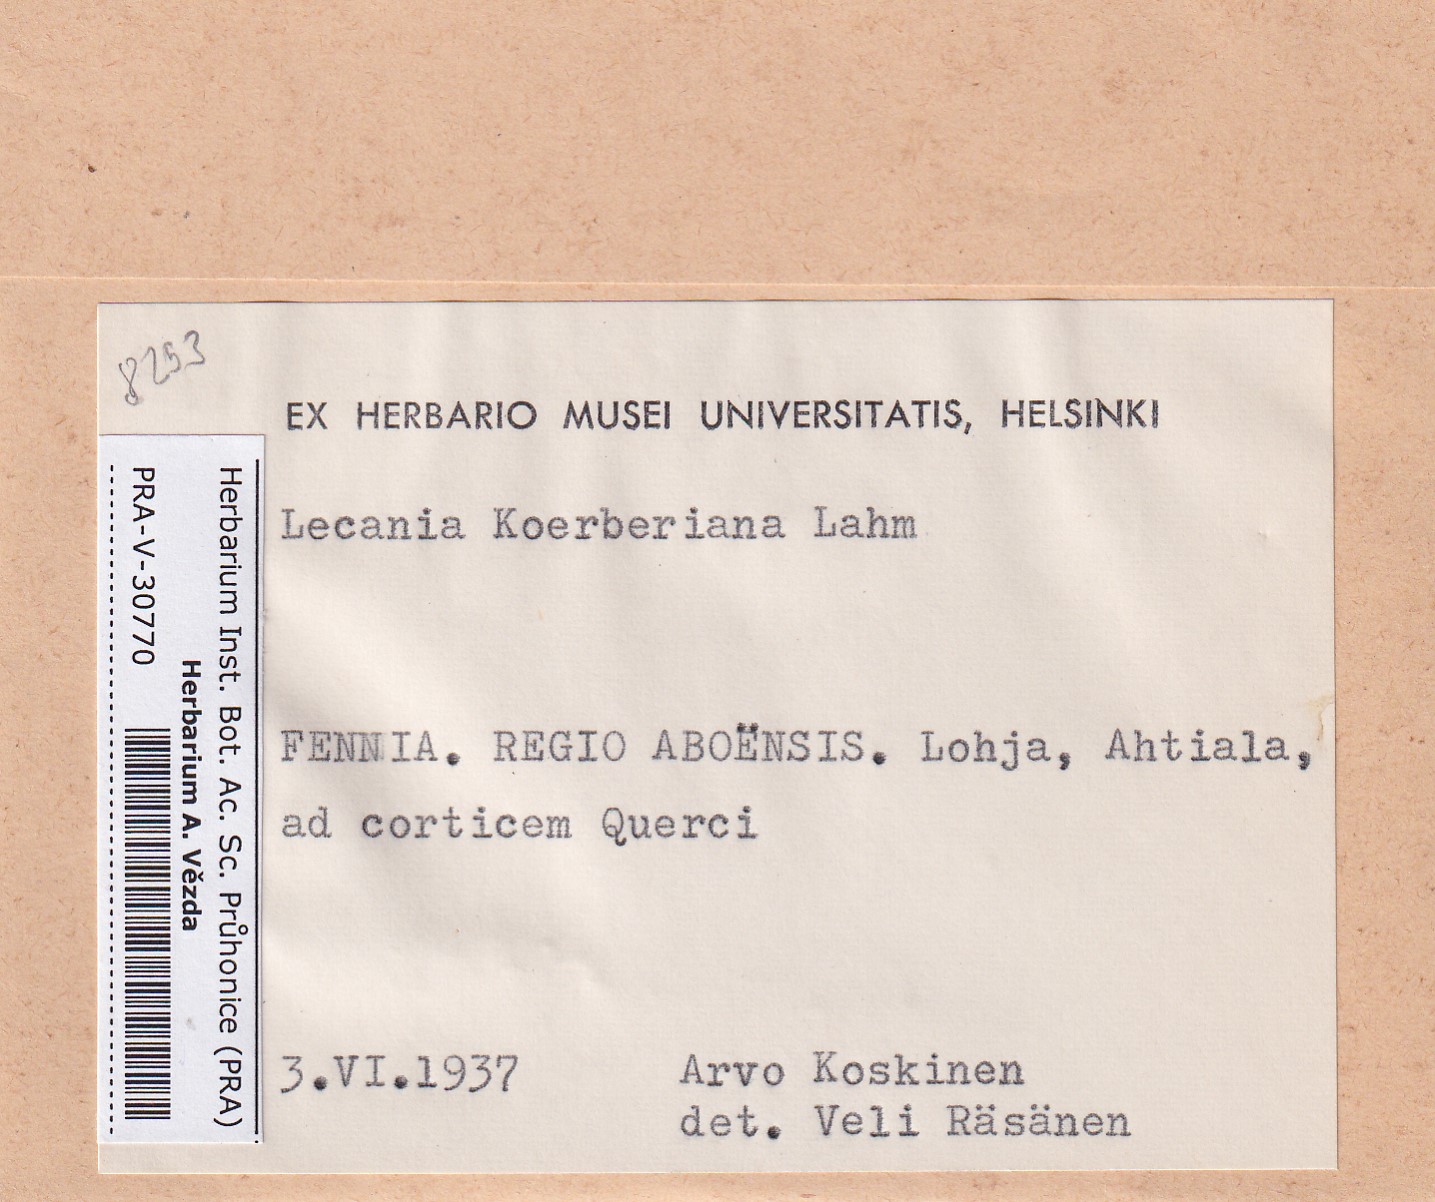 8253
EX HERBARIO MUSEI UNIVERSITATIS, HELSINKI
Lecania Koerberiana Lahm
FENNIA. REGIO ABOËNSIS. Lohja, Ahtiala,
ad corticem Querci
3.VI.1937 Arvo Koskinen
det. Veli Räsänen
Herbarium Inst. Bot. Ac. Sc. Průhonice (PRA)
Herbarium A. Vězda
PRA-V-30770